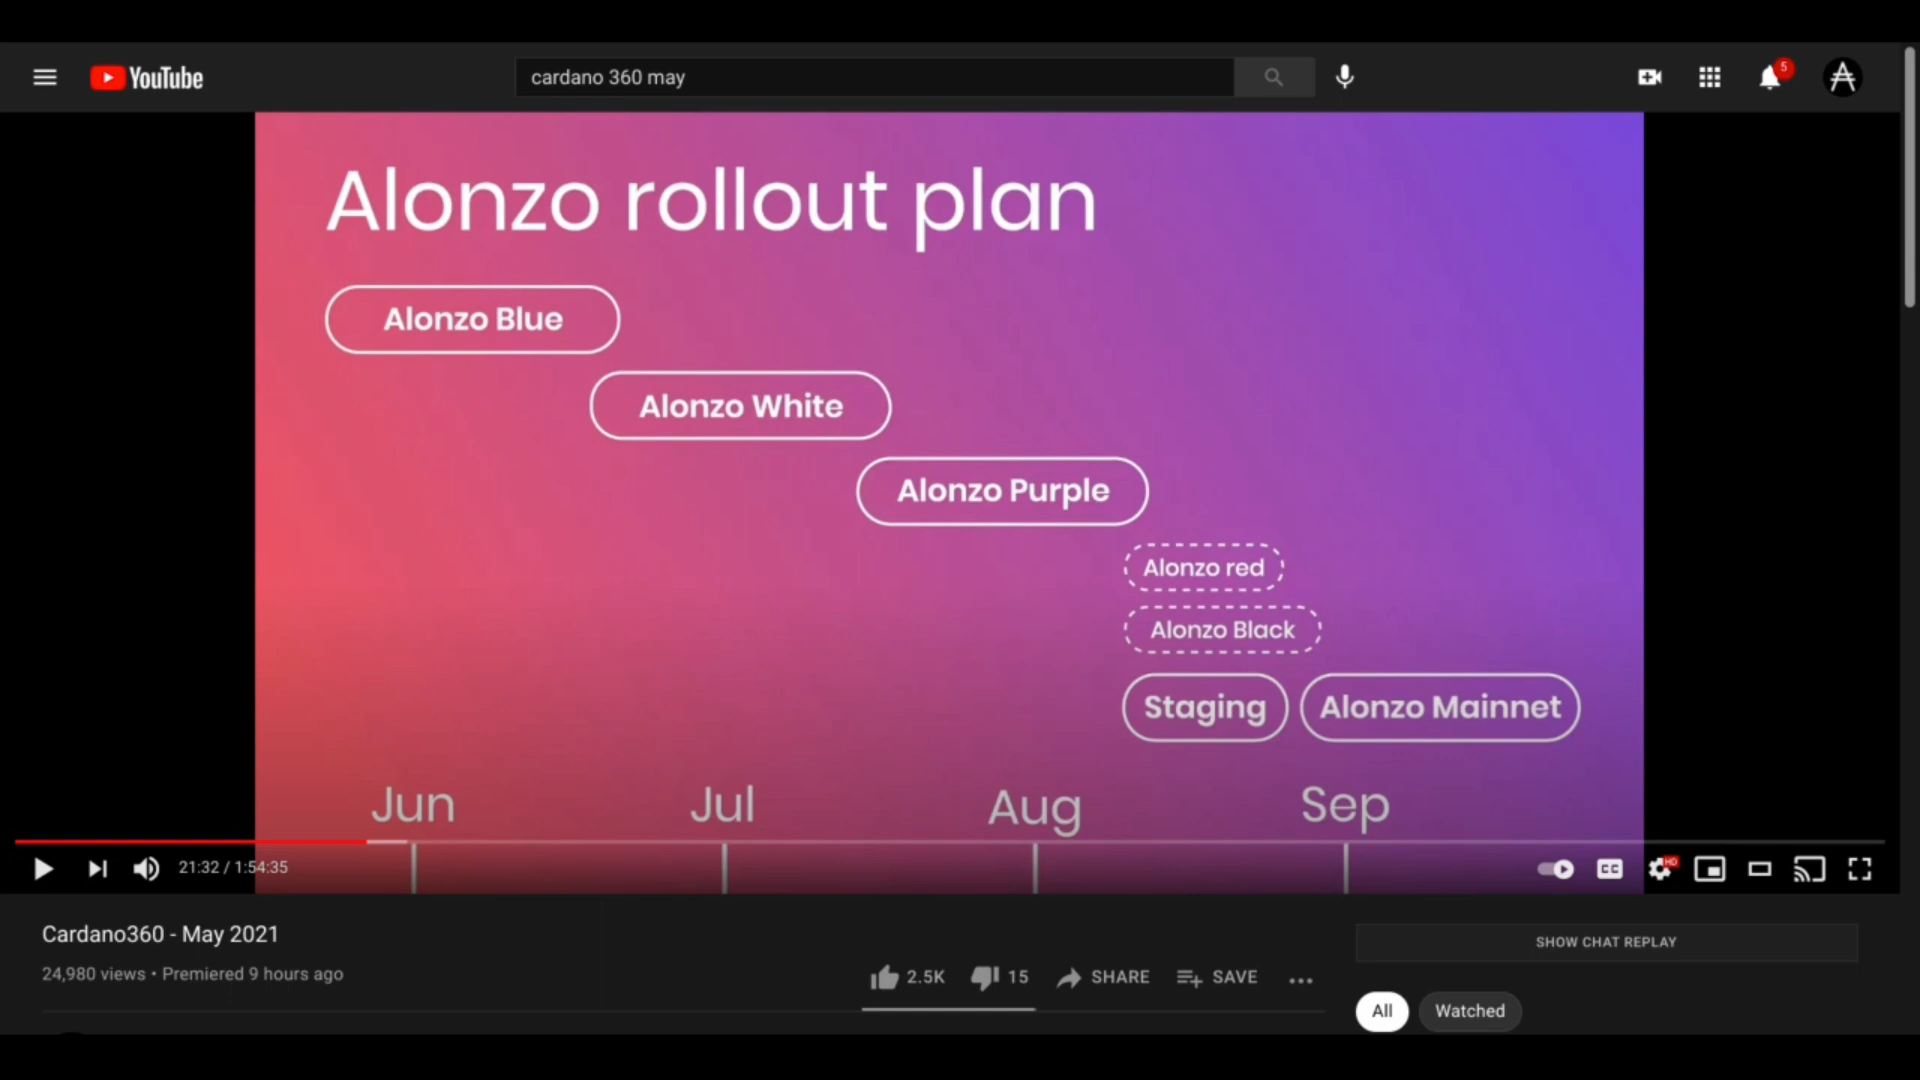 YouTube
cardano 360 may
5
Alonzo rollout plan
Alonzo Blue
Alonzo White
Alonzo Purple
Alonzo red
Alonzo Black
Staging
Alonzo Mainnet
Jun Jul Aug Sep
21:32 / 1:54:35
CC
HD
Cardano360 - May 2021
24,980 views • Premiered 9 hours ago
2.5K 15 SHARE SAVE
SHOW CHAT REPLAY
All Watched